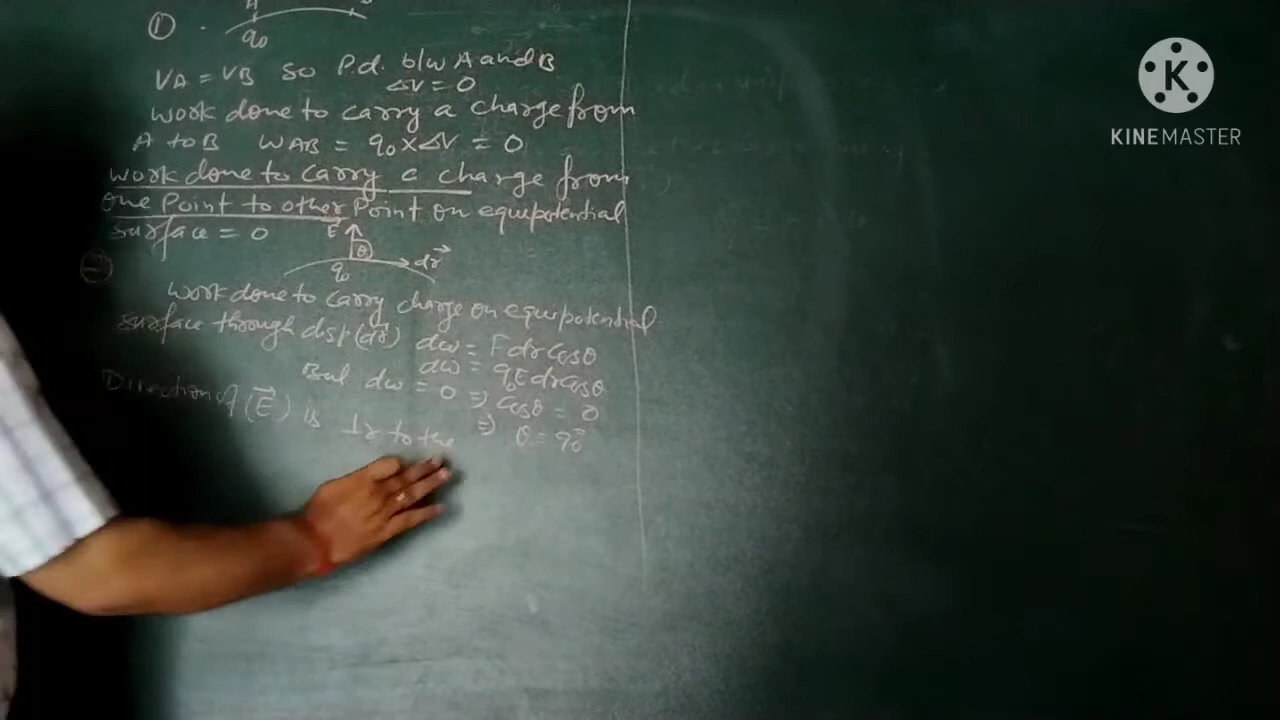 ①
q₀
VA = VB so P.d. b/w A and B
ΔV = 0
work done to carry a charge from
A to B WAB = q₀ x ΔV = 0
work done to carry a charge from
one Point to other Point on equipotential
surface = 0
E θ
q₀ dr⃗
work done to carry charge on equipotential
surface through disp(dr⃗) dw = F dr cosθ
dw = q₀E dr cosθ
But dw = 0 ⇒ cosθ = 0
⇒ θ = 90°
Direction of (E⃗) is ⊥r to the
K
KINEMASTER